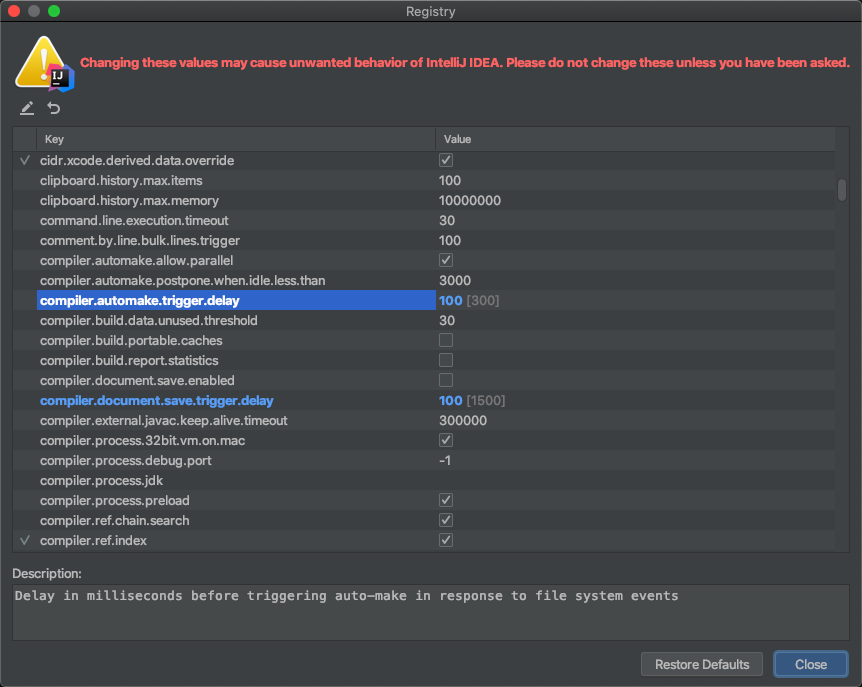 Registry
Changing these values may cause unwanted behavior of IntelliJ IDEA. Please do not change these unless you have been asked.
IJ
Key Value
cidr.xcode.derived.data.override
clipboard.history.max.items 100
clipboard.history.max.memory 10000000
command.line.execution.timeout 30
comment.by.line.bulk.lines.trigger 100
compiler.automake.allow.parallel
compiler.automake.postpone.when.idle.less.than 3000
compiler.automake.trigger.delay 100 [300]
compiler.build.data.unused.threshold 30
compiler.build.portable.caches
compiler.build.report.statistics
compiler.document.save.enabled
compiler.document.save.trigger.delay 100 [1500]
compiler.external.javac.keep.alive.timeout 300000
compiler.process.32bit.vm.on.mac
compiler.process.debug.port -1
compiler.process.jdk
compiler.process.preload
compiler.ref.chain.search
compiler.ref.index
Description:
Delay in milliseconds before triggering auto-make in response to file system events
Restore Defaults Close